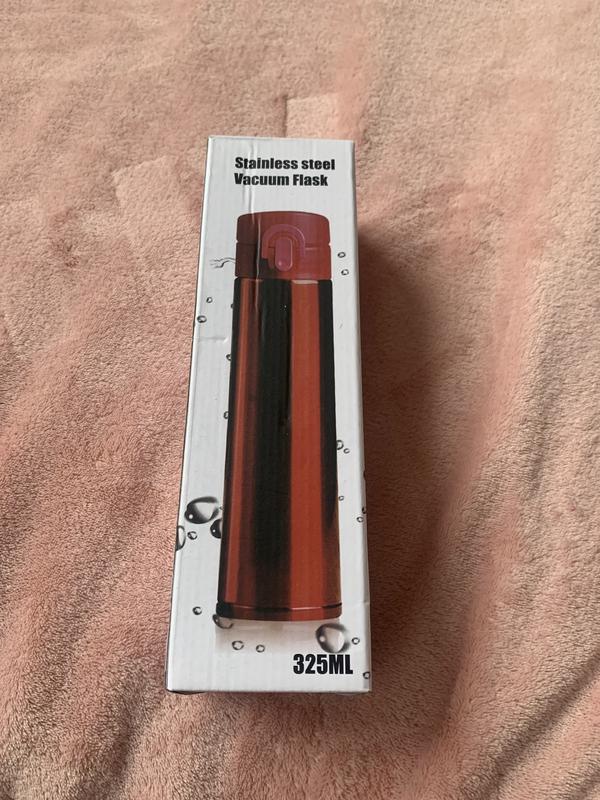 Stainless steel
Vacuum Flask
325ML